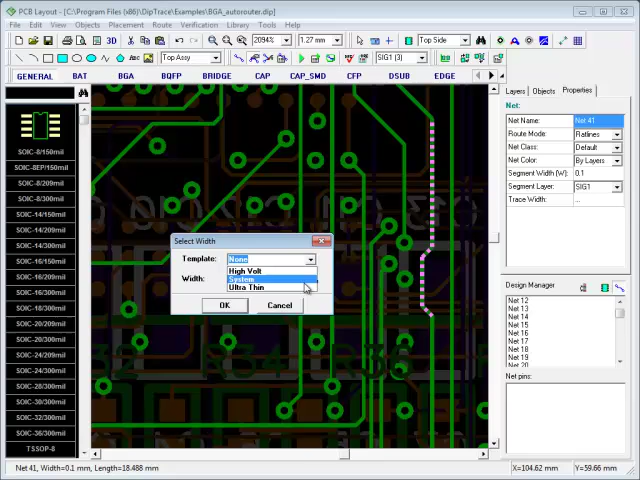 PCB Layout - [C:\Program Files (x86)\DipTrace\Examples\BGA_autorouter.dip]
File Edit View Objects Placement Route Verification Library Tools Window Help
3D 2094% 1.27 mm Top Side
Top Assy SIG1 (3)
GENERAL BAT BGA BQFP BRIDGE CAP CAP_SMD CFP DSUB EDGE
SOIC-8/150mil
SOIC-8EP/150mil
SOIC-8/209mil
SOIC-8/300mil
SOIC-14/150mil
SOIC-14/209mil
SOIC-14/300mil
SOIC-16/150mil
SOIC-16/209mil
SOIC-16/300mil
SOIC-18/300mil
SOIC-20/209mil
SOIC-20/300mil
SOIC-24/209mil
SOIC-24/300mil
SOIC-28/300mil
SOIC-30/300mil
SOIC-32/300mil
SOIC-36/300mil
TSSOP-8
Select Width
Template: None
High Volt
Width: System
Ultra Thin
OK Cancel
R34 R36
Layers Objects Properties
Net:
Net Name: Net 41
Route Mode: Ratlines
Net Class: Default
Net Color: By Layers
Segment Width (W): 0.1
Segment Layer: SIG1
Trace Width: ...
Design Manager
Net 12
Net 13
Net 14
Net 15
Net 16
Net 17
Net 18
Net 19
Net 20
Net pins:
Net 41, Width=0.1 mm, Length=18.488 mm
X=104.62 mm Y=59.66 mm